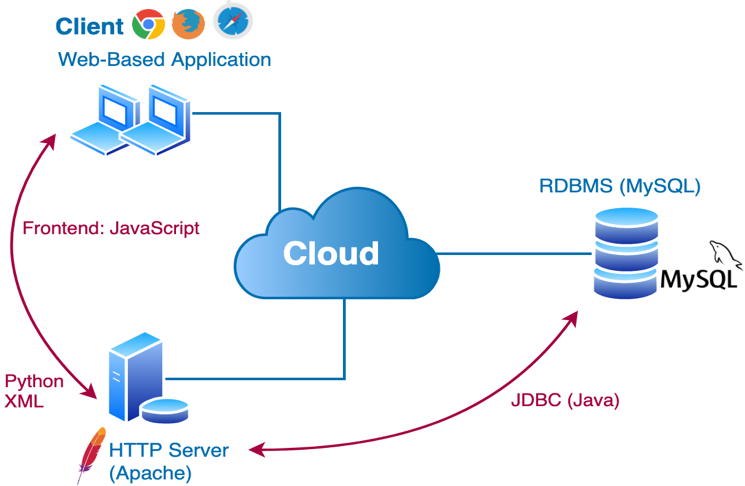 Client
Web-Based Application
Frontend: JavaScript
Cloud
RDBMS (MySQL)
MySQL
Python
XML
JDBC (Java)
HTTP Server
(Apache)